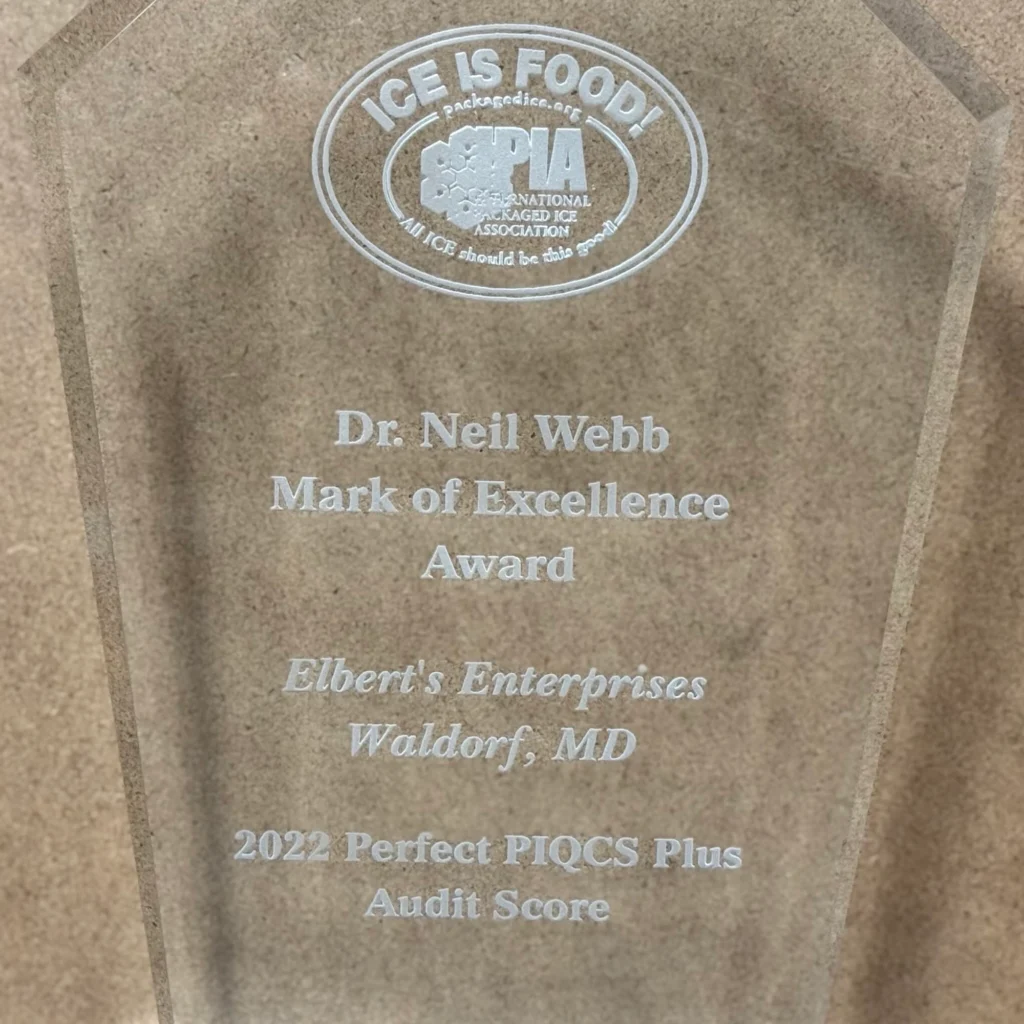 ICE IS FOOD!
packagedice.org
IPIA
INTERNATIONAL
PACKAGED ICE
ASSOCIATION
All ICE should be this good!
Dr. Neil Webb
Mark of Excellence
Award
Elbert's Enterprises
Waldorf, MD
2022 Perfect PIQCS Plus
Audit Score